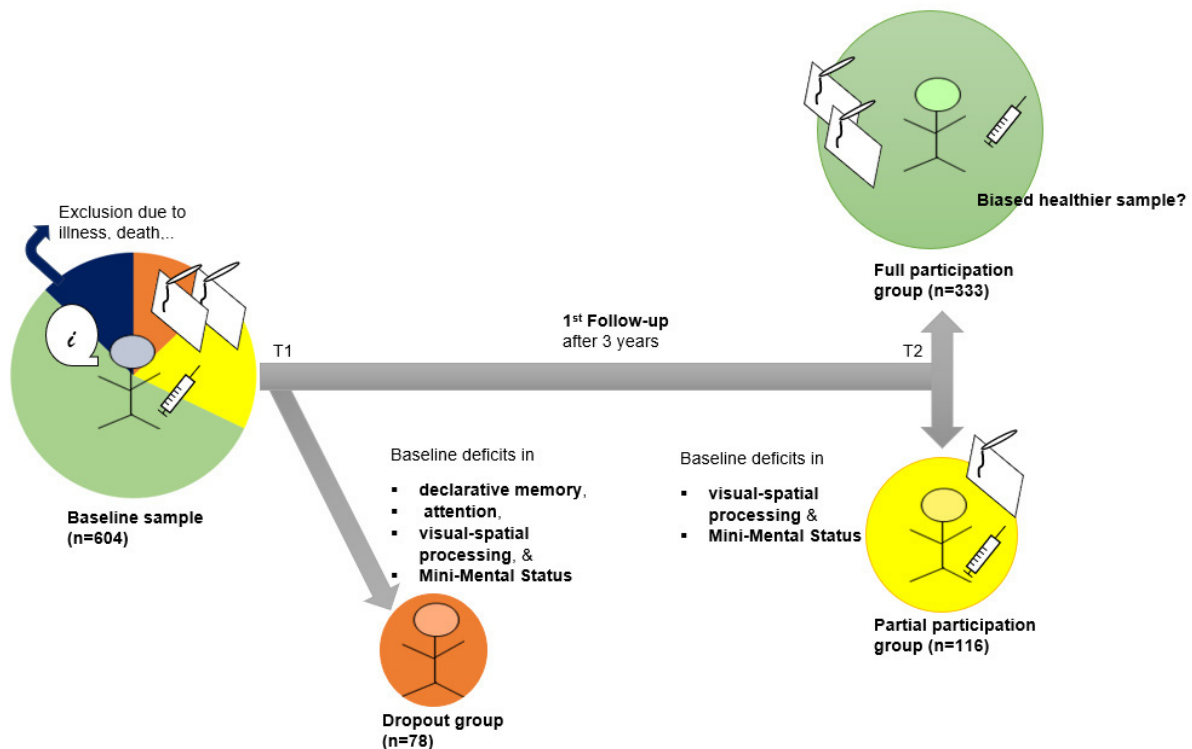 Exclusion due to
illness, death,..
i
Baseline sample
(n=604)
T1
1st Follow-up
after 3 years
T2
Baseline deficits in
▪ declarative memory,
▪ attention,
▪ visual-spatial
processing, &
▪ Mini-Mental Status
Dropout group
(n=78)
Baseline deficits in
▪ visual-spatial
processing &
▪ Mini-Mental Status
Biased healthier sample?
Full participation
group (n=333)
Partial participation
group (n=116)